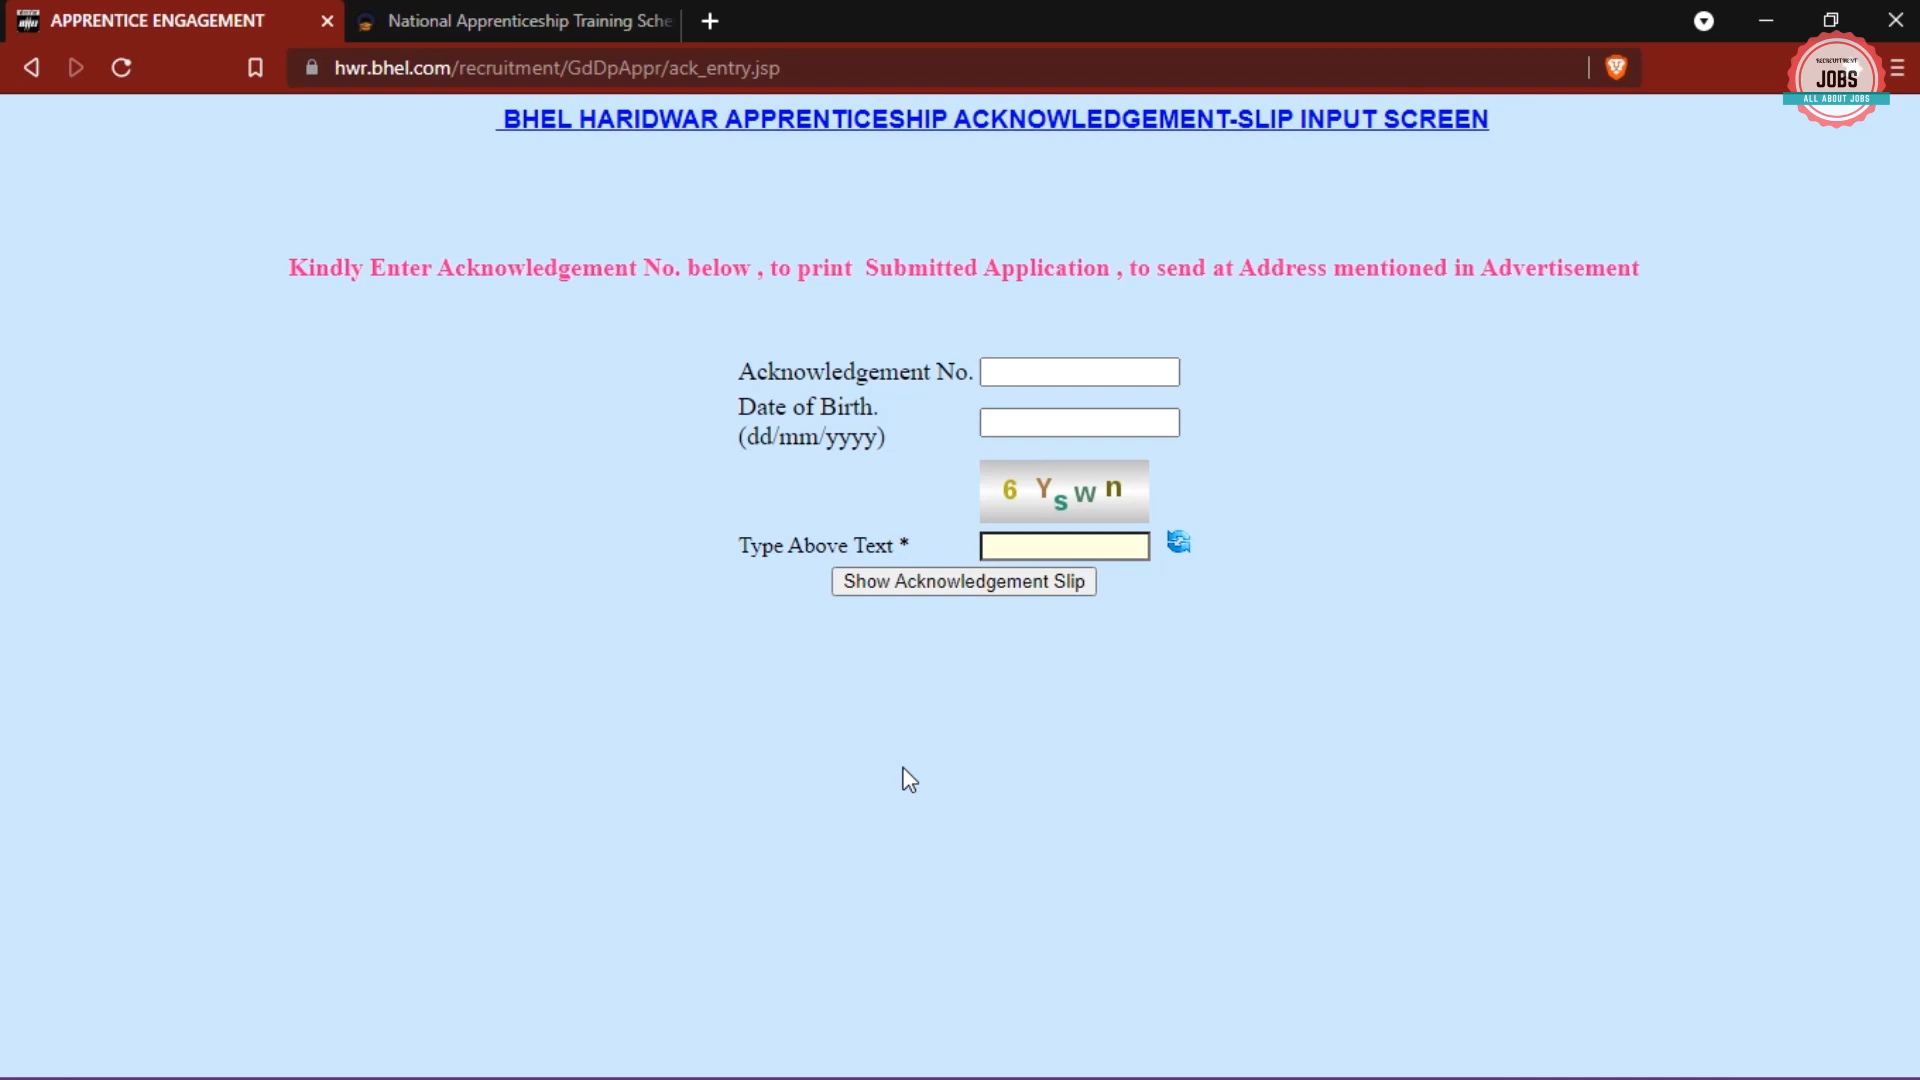 APPRENTICE ENGAGEMENT
National Apprenticeship Training Sche
hwr.bhel.com/recruitment/GdDpAppr/ack_entry.jsp
RECRUITMENT
JOBS
ALL ABOUT JOBS
BHEL HARIDWAR APPRENTICESHIP ACKNOWLEDGEMENT-SLIP INPUT SCREEN
Kindly Enter Acknowledgement No. below , to print Submitted Application , to send at Address mentioned in Advertisement
Acknowledgement No.
Date of Birth.
(dd/mm/yyyy)
6 Y s w n
Type Above Text *
Show Acknowledgement Slip